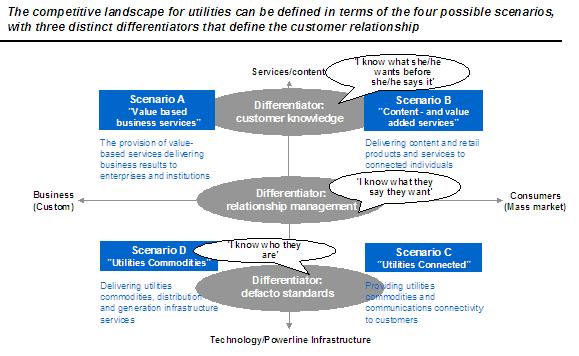 The competitive landscape for utilities can be defined in terms of the four possible scenarios,
with three distinct differentiators that define the customer relationship
'I know what she/he
wants before
she/he says it'
Services/content
Scenario A
"Value based
business services"
Differentiator:
customer knowledge
Scenario B
"Content - and value
added services"
The provision of value-
based services delivering
business results to
enterprises and institutions
Delivering content and retail
products and services to
connected individuals
Business
(Custom)
Differentiator:
relationship management
'I know what they
say they want'
Consumers
(Mass market)
Scenario D
"Utilities Commodities"
'I know who they
are'
Scenario C
"Utilities Connected"
Delivering utilities
commodities, distribution
and generation infrastructure
services
Differentiator:
defacto standards
Providing utilities
commodities and
communications connectivity
to customers
Technology/Powerline Infrastructure